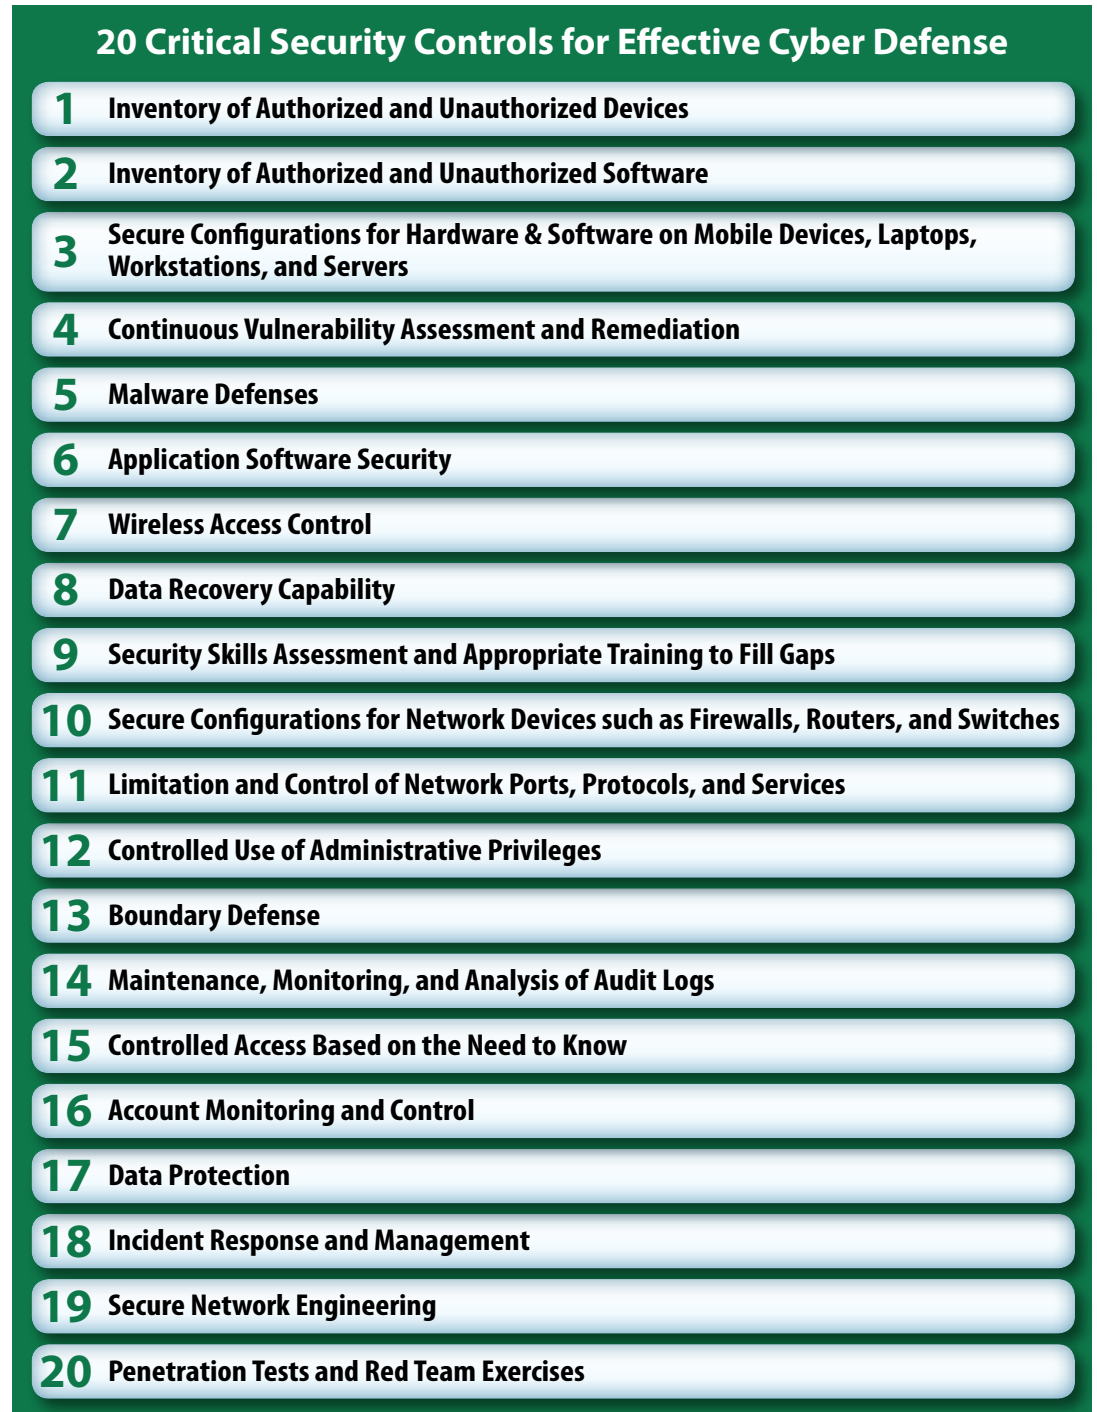 20 Critical Security Controls for Effective Cyber Defense
1 Inventory of Authorized and Unauthorized Devices
2 Inventory of Authorized and Unauthorized Software
3 Secure Configurations for Hardware & Software on Mobile Devices, Laptops,
Workstations, and Servers
4 Continuous Vulnerability Assessment and Remediation
5 Malware Defenses
6 Application Software Security
7 Wireless Access Control
8 Data Recovery Capability
9 Security Skills Assessment and Appropriate Training to Fill Gaps
10 Secure Configurations for Network Devices such as Firewalls, Routers, and Switches
11 Limitation and Control of Network Ports, Protocols, and Services
12 Controlled Use of Administrative Privileges
13 Boundary Defense
14 Maintenance, Monitoring, and Analysis of Audit Logs
15 Controlled Access Based on the Need to Know
16 Account Monitoring and Control
17 Data Protection
18 Incident Response and Management
19 Secure Network Engineering
20 Penetration Tests and Red Team Exercises